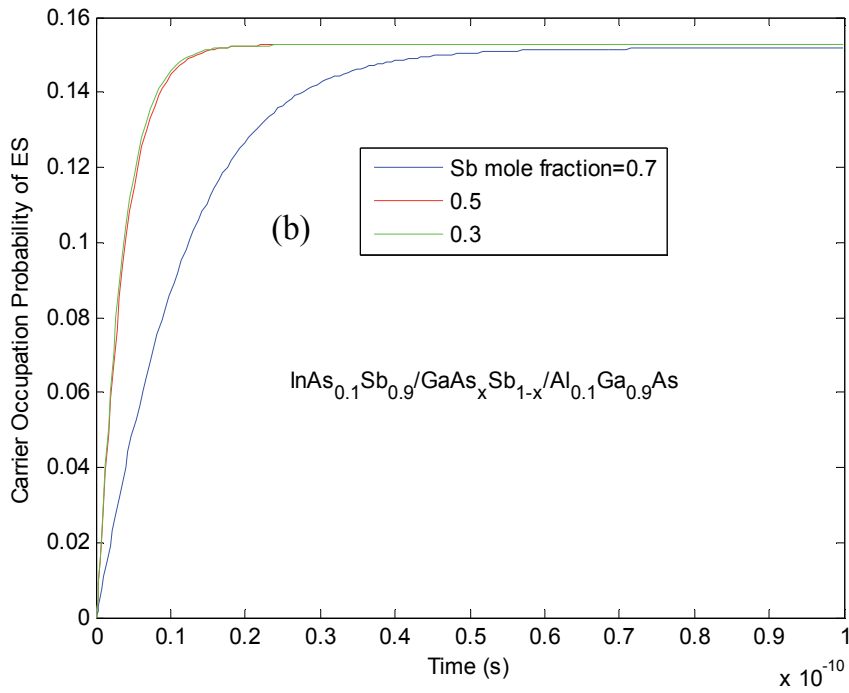 0.16
0.14
0.12
0.1
0.08
0.06
0.04
0.02
0
Carrier Occupation Probability of ES
Sb mole fraction=0.7
0.5
0.3
(b)
InAs0.1Sb0.9/GaAsxSb1-x/Al0.1Ga0.9As
0 0.1 0.2 0.3 0.4 0.5 0.6 0.7 0.8 0.9 1
Time (s)
x 10-10